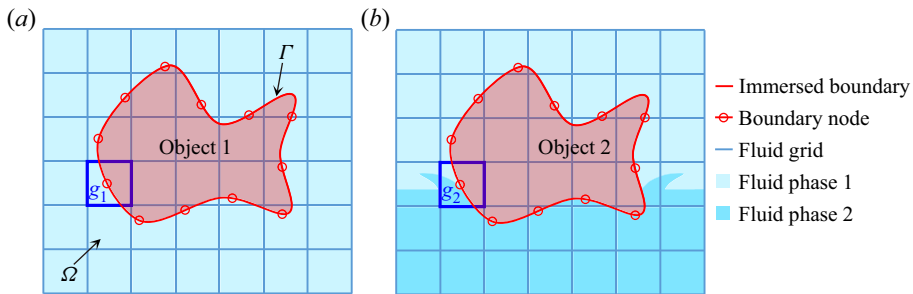 (a)
Γ
Object 1
g1
Ω
(b)
Object 2
g2
Immersed boundary
Boundary node
Fluid grid
Fluid phase 1
Fluid phase 2